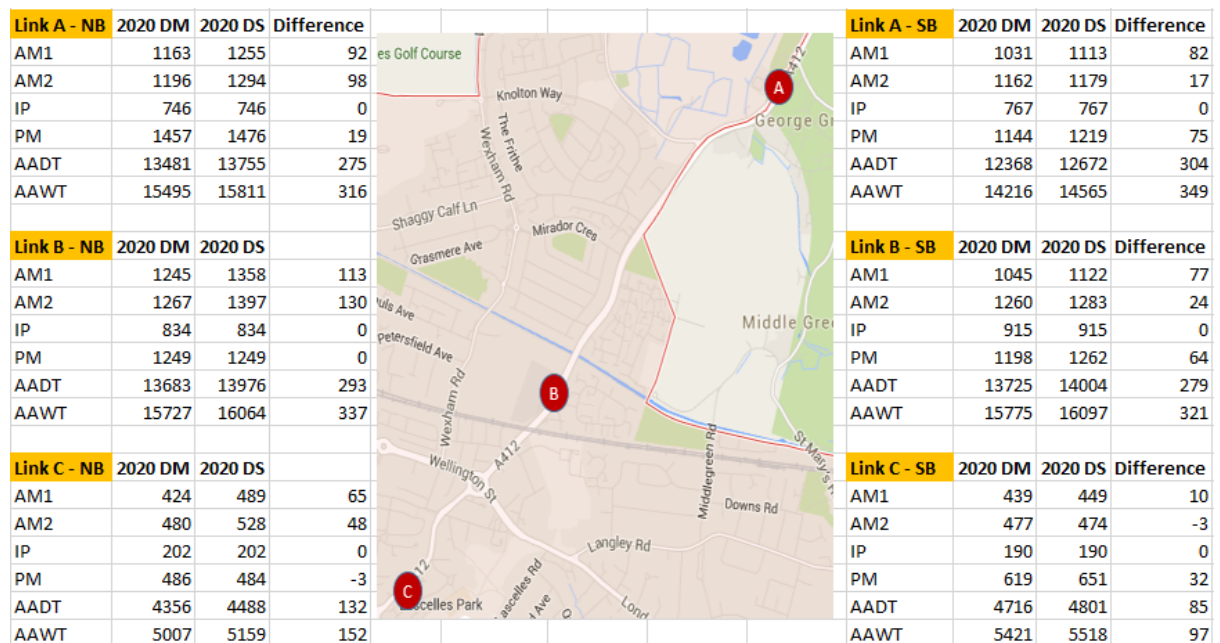 Link A - NB 2020 DM 2020 DS Difference
AM1 1163 1255 92
AM2 1196 1294 98
IP 746 746 0
PM 1457 1476 19
AADT 13481 13755 275
AAWT 15495 15811 316
Link B - NB 2020 DM 2020 DS
AM1 1245 1358 113
AM2 1267 1397 130
IP 834 834 0
PM 1249 1249 0
AADT 13683 13976 293
AAWT 15727 16064 337
Link C - NB 2020 DM 2020 DS
AM1 424 489 65
AM2 480 528 48
IP 202 202 0
PM 486 484 -3
AADT 4356 4488 132
AAWT 5007 5159 152
es Golf Course
A412
A
Knolton Way
George Gr
The Frithe
Wexham Rd
Shaggy Calf Ln
Mirador Cres
Grasmere Ave
uls Ave
Middle Gree
Petersfield Ave
B
Wexham Rd
A412
Wellington St
Middlegreen Rd
St Mary's R
Downs Rd
Langley Rd
12
C
scelles Park
ascelles Rd
d Ave
Lond
Link A - SB 2020 DM 2020 DS Difference
AM1 1031 1113 82
AM2 1162 1179 17
IP 767 767 0
PM 1144 1219 75
AADT 12368 12672 304
AAWT 14216 14565 349
Link B - SB 2020 DM 2020 DS Difference
AM1 1045 1122 77
AM2 1260 1283 24
IP 915 915 0
PM 1198 1262 64
AADT 13725 14004 279
AAWT 15775 16097 321
Link C - SB 2020 DM 2020 DS Difference
AM1 439 449 10
AM2 477 474 -3
IP 190 190 0
PM 619 651 32
AADT 4716 4801 85
AAWT 5421 5518 97